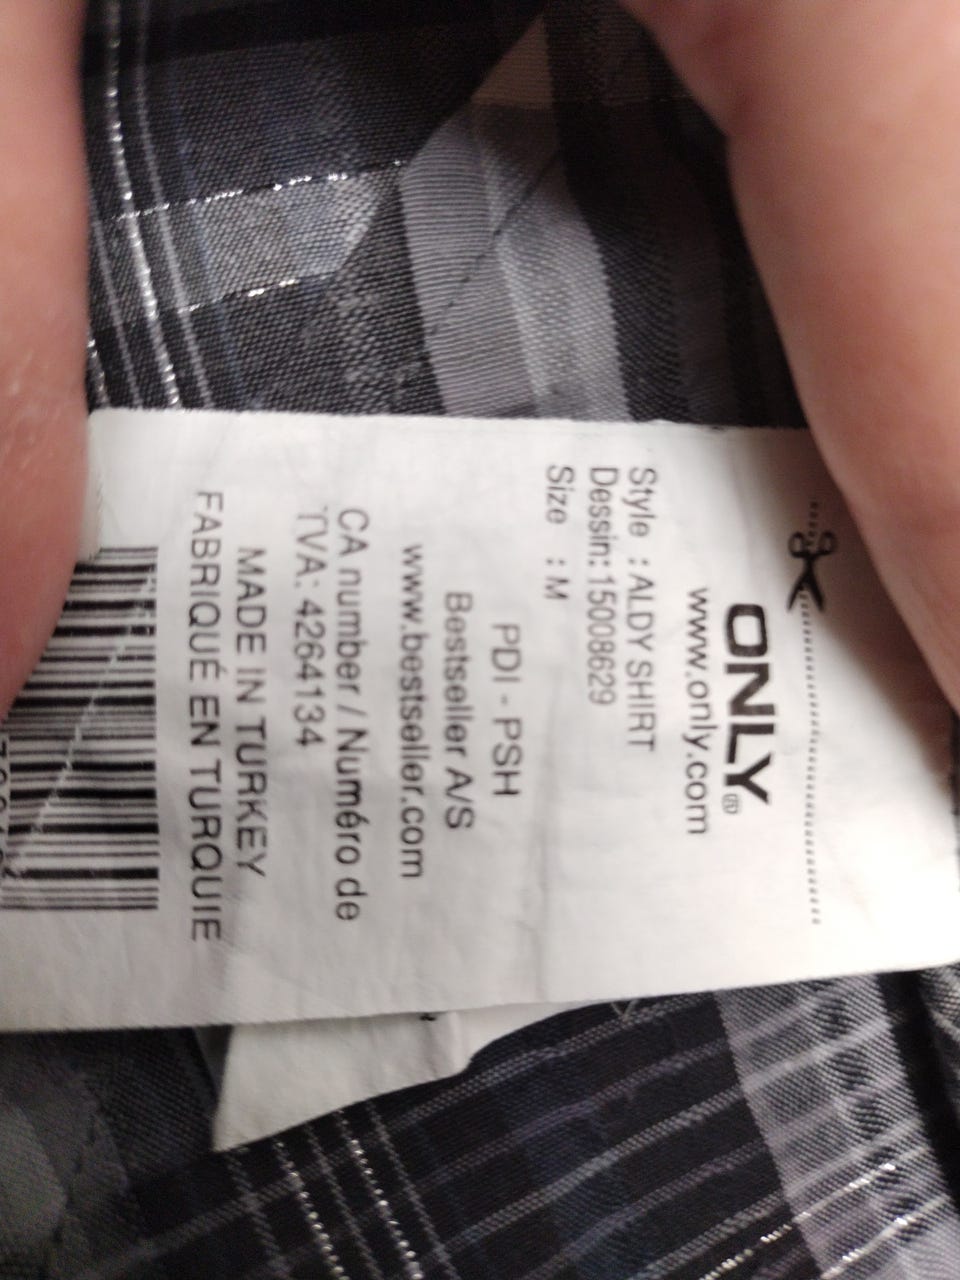 ONLY®
www.only.com
Style : ALDY SHIRT
Dessin: 15008629
Size : M
PDI - PSH
Bestseller A/S
www.bestseller.com
CA number / Numéro de
TVA: 4264134
MADE IN TURKEY
FABRIQUÉ EN TURQUIE